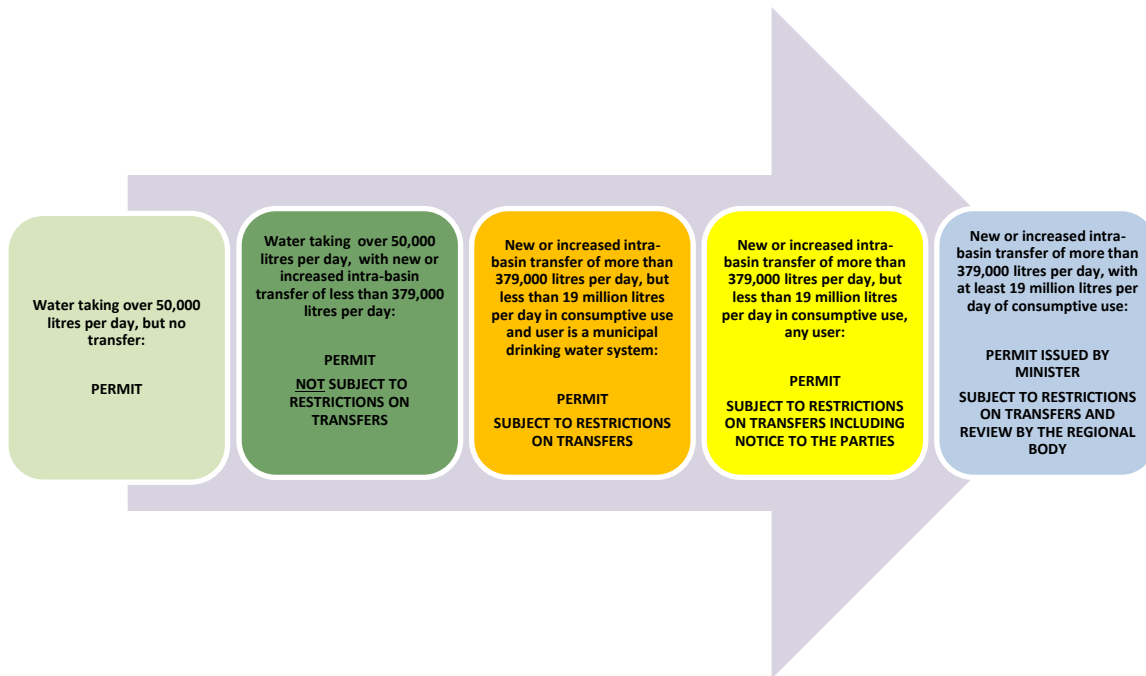 Water taking over 50,000
litres per day, but no
transfer:
PERMIT
Water taking over 50,000
litres per day, with new or
increased intra-basin
transfer of less than 379,000
litres per day:
PERMIT
NOT SUBJECT TO
RESTRICTIONS ON
TRANSFERS
New or increased intra-
basin transfer of more than
379,000 litres per day, but
less than 19 million litres
per day in consumptive use
and user is a municipal
drinking water system:
PERMIT
SUBJECT TO RESTRICTIONS
ON TRANSFERS
New or increased intra-
basin transfer of more than
379,000 litres per day, but
less than 19 million litres
per day in consumptive use,
any user:
PERMIT
SUBJECT TO RESTRICTIONS
ON TRANSFERS INCLUDING
NOTICE TO THE PARTIES
New or increased intra-
basin transfer of more than
379,000 litres per day, with
at least 19 million litres per
day of consumptive use:
PERMIT ISSUED BY
MINISTER
SUBJECT TO RESTRICTIONS
ON TRANSFERS AND
REVIEW BY THE REGIONAL
BODY